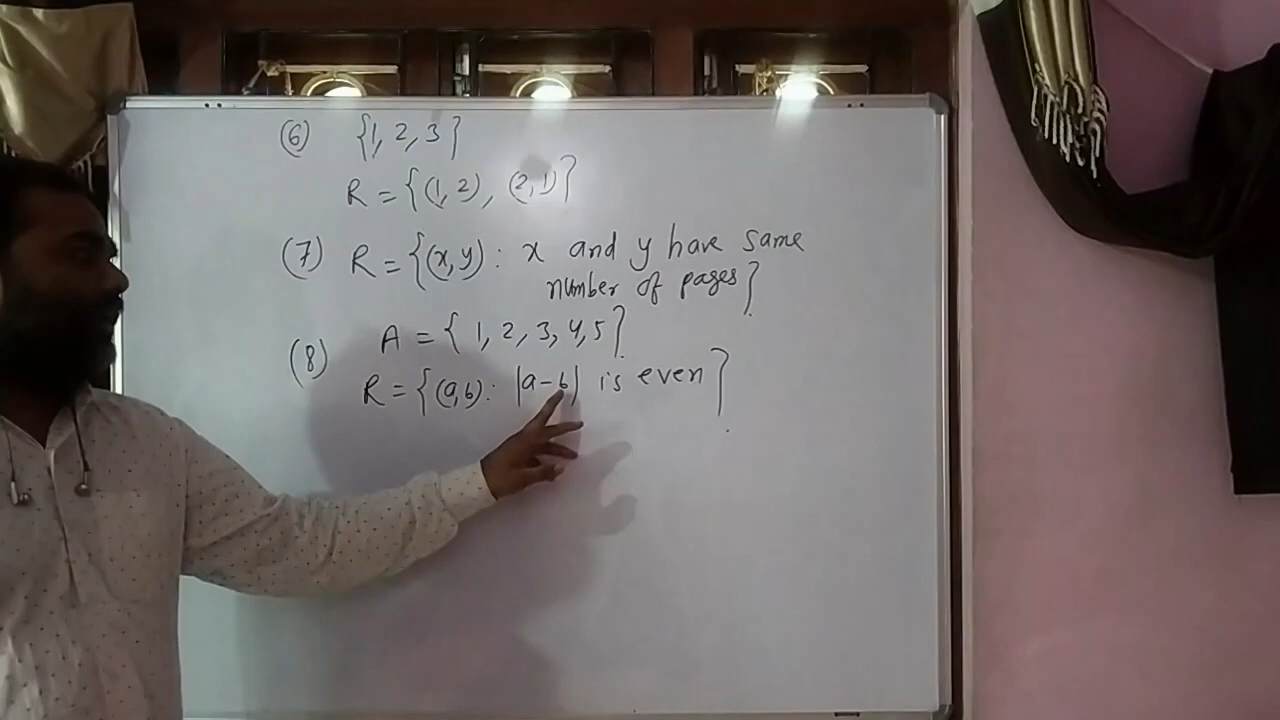 (6) {1, 2, 3}
R = {(1, 2), (2, 1)}
(7) R = {(x, y) : x and y have same
number of pages}
(8) A = {1, 2, 3, 4, 5}
R = {(a, b) : |a - b| is even}